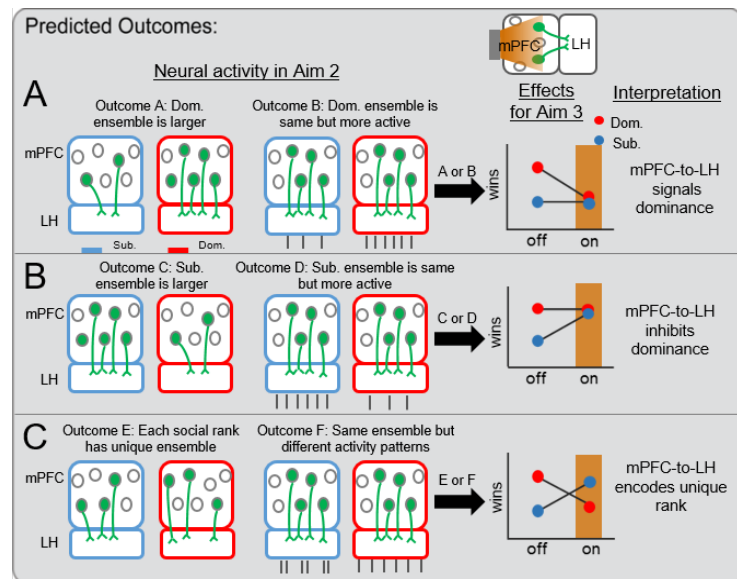 Predicted Outcomes:
mPFC
LH
Neural activity in Aim 2
Effects
for Aim 3
Interpretation
Dom.
Sub.
A
Outcome A: Dom.
ensemble is larger
Outcome B: Dom. ensemble is
same but more active
mPFC
LH
Sub.
Dom.
A or B
wins
off
on
mPFC-to-LH
signals
dominance
B
Outcome C: Sub.
ensemble is larger
Outcome D: Sub. ensemble is same
but more active
mPFC
LH
C or D
wins
off
on
mPFC-to-LH
inhibits
dominance
C
Outcome E: Each social rank
has unique ensemble
Outcome F: Same ensemble but
different activity patterns
mPFC
LH
E or F
wins
off
on
mPFC-to-LH
encodes unique
rank